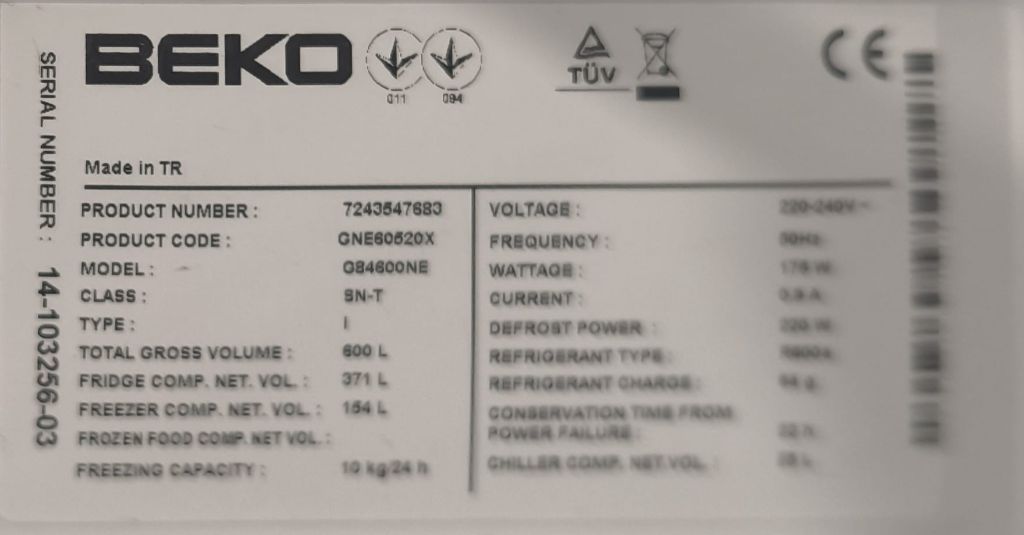 BEKO
011 094
TÜV
CE
SERIAL NUMBER : 14-103256-03
Made in TR
PRODUCT NUMBER : 7243547683
PRODUCT CODE : GNE60520X
MODEL : G84600NE
CLASS : SN-T
TYPE : I
TOTAL GROSS VOLUME : 600 L
FRIDGE COMP. NET. VOL. : 371 L
FREEZER COMP. NET. VOL. : 154 L
FROZEN FOOD COMP. NET VOL. :
FREEZING CAPACITY : 10 kg/24 h
VOLTAGE : 220-240V ~
FREQUENCY : 50Hz
WATTAGE :
CURRENT :
DEFROST POWER :
REFRIGERANT TYPE : R600a
REFRIGERANT CHARGE :
CONSERVATION TIME FROM
POWER FAILURE :
CHILLER COMP. NET.VOL. :